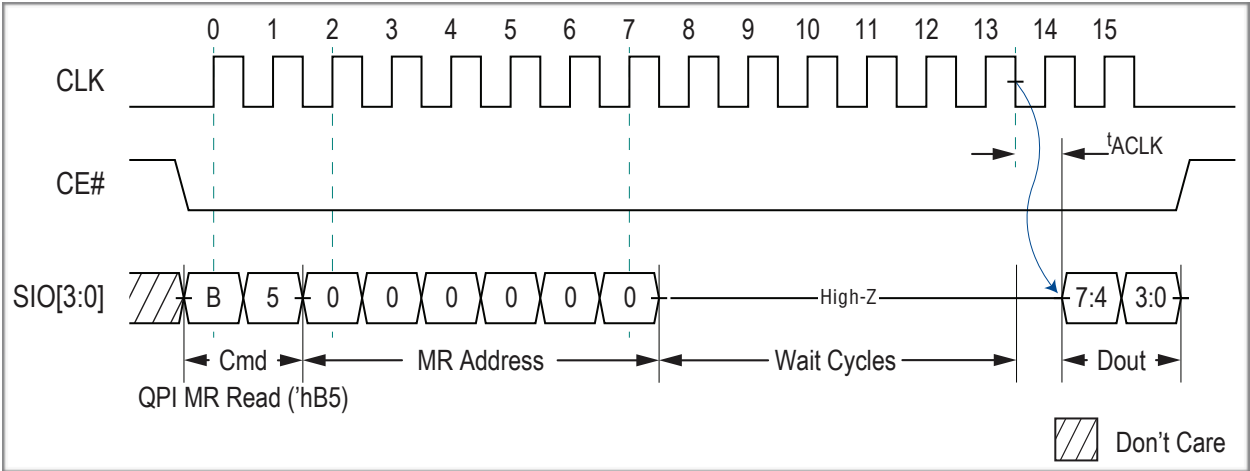 0 1 2 3 4 5 6 7 8 9 10 11 12 13 14 15
CLK
tACLK
CE#
SIO[3:0] B 5 0 0 0 0 0 0 High-Z 7:4 3:0
Cmd MR Address Wait Cycles Dout
QPI MR Read ('hB5)
Don't Care